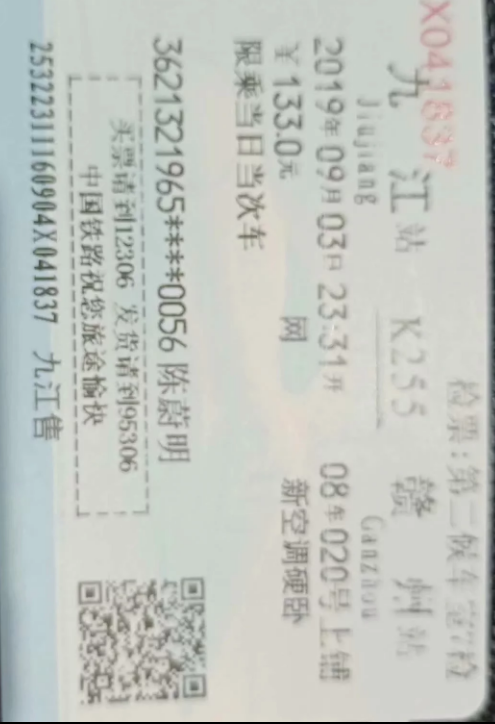 X041837
检票:第二候车室7检
九江站 K255 赣州站
Jiujiang Ganzhou
2019年09月03日 23:31开 08车020号上铺
¥133.0元 网 新空调硬卧
限乘当日当次车
3621321965****0056 陈蔚明
买票请到12306 发货请到95306
中国铁路祝您旅途愉快
25322311160904X041837 九江售